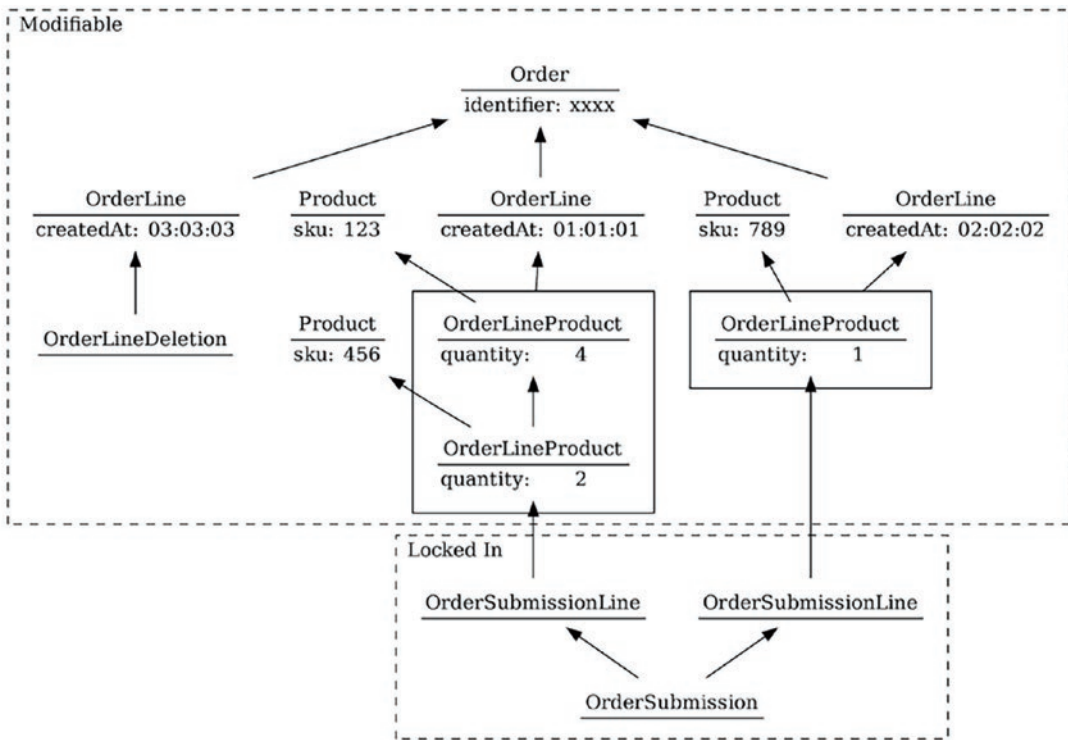 Modifiable
Order
identifier: xxxx
OrderLine
createdAt: 03:03:03
Product
sku: 123
OrderLine
createdAt: 01:01:01
Product
sku: 789
OrderLine
createdAt: 02:02:02
OrderLineDeletion
Product
sku: 456
OrderLineProduct
quantity: 4
OrderLineProduct
quantity: 1
OrderLineProduct
quantity: 2
Locked In
OrderSubmissionLine
OrderSubmissionLine
OrderSubmission